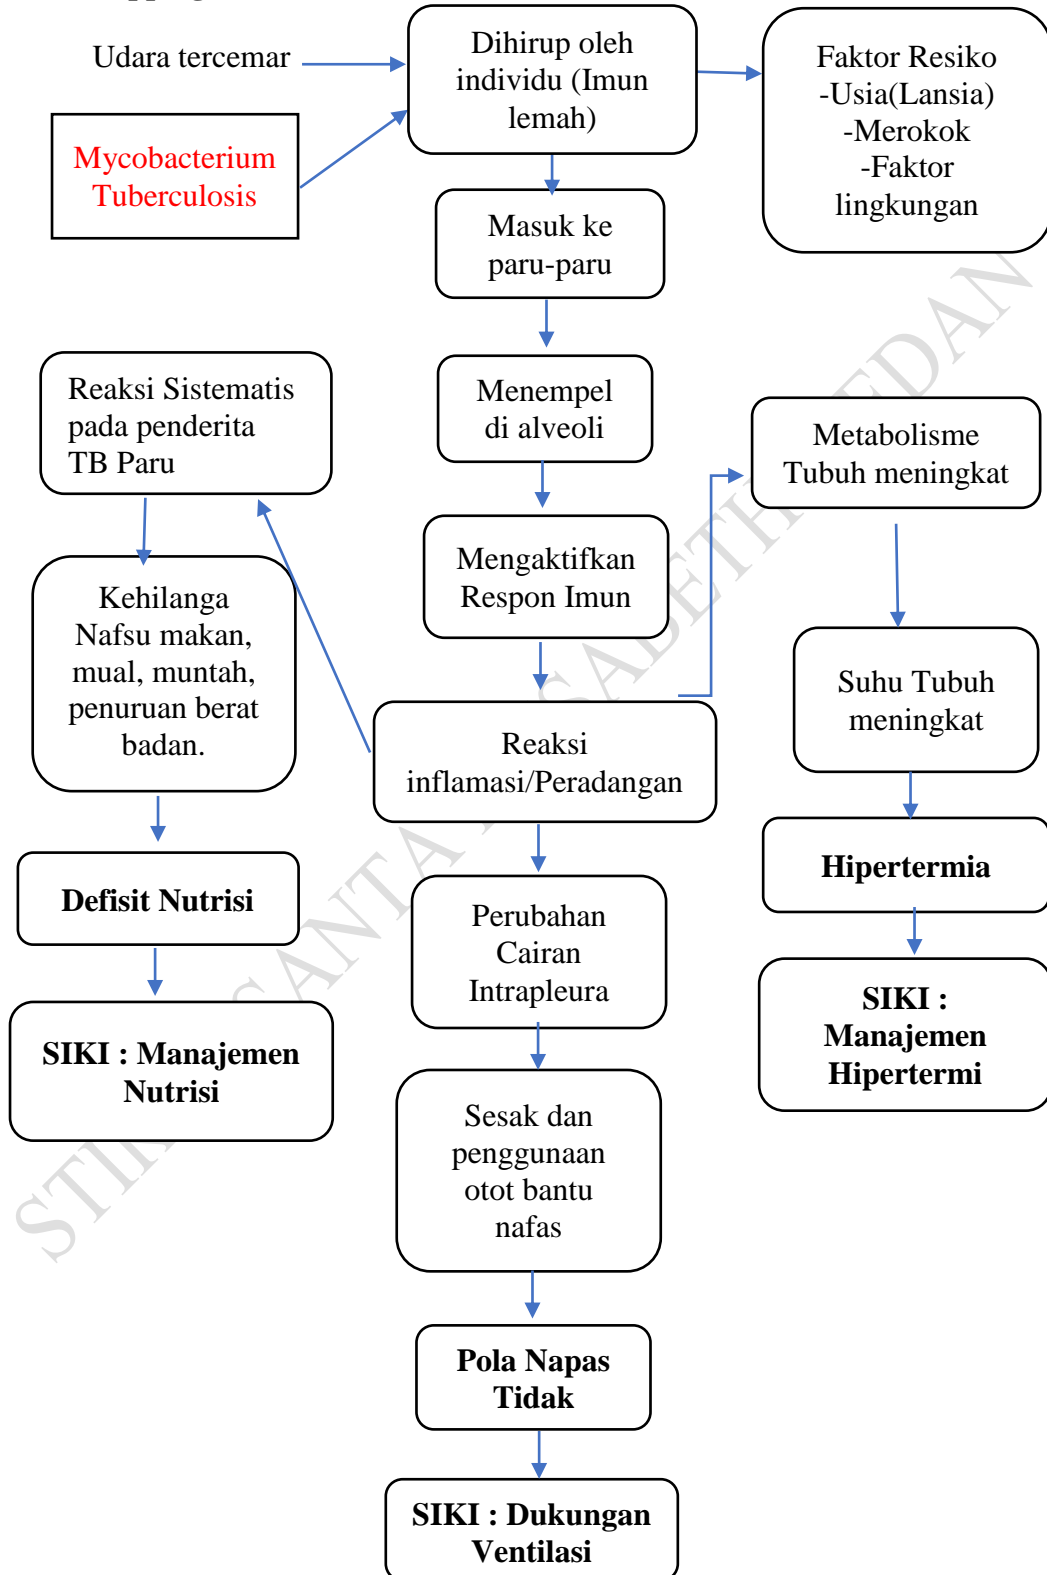 Udara tercemar
Dihirup oleh
individu (Imun
lemah)
Faktor Resiko
-Usia(Lansia)
-Merokok
-Faktor
lingkungan
Mycobacterium
Tuberculosis
Masuk ke
paru-paru
Reaksi Sistematis
pada penderita
TB Paru
Menempel
di alveoli
Metabolisme
Tubuh meningkat
Mengaktifkan
Respon Imun
Kehilanga
Nafsu makan,
mual, muntah,
penuruan berat
badan.
Suhu Tubuh
meningkat
Reaksi
inflamasi/Peradangan
Defisit Nutrisi
Hipertermia
Perubahan
Cairan
Intrapleura
SIKI : Manajemen
Nutrisi
SIKI :
Manajemen
Hipertermi
Sesak dan
penggunaan
otot bantu
nafas
Pola Napas
Tidak
SIKI : Dukungan
Ventilasi